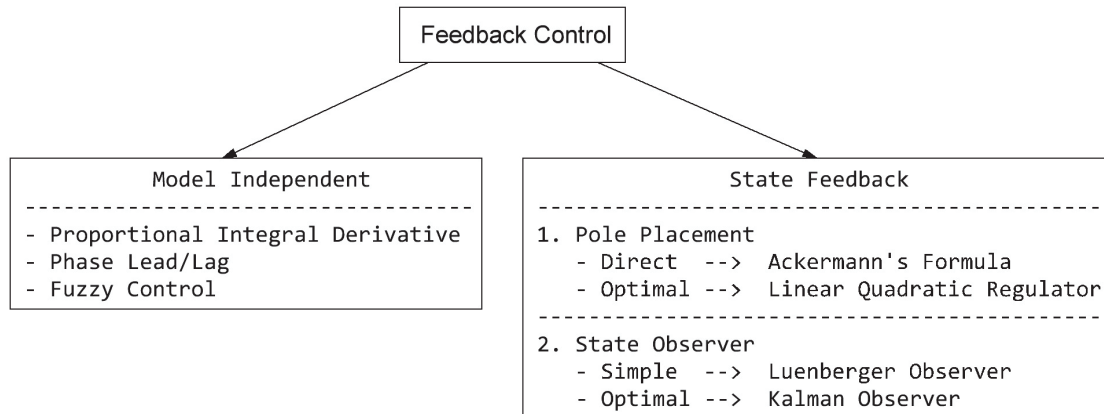 Feedback Control
Model Independent
-----------------------------------
- Proportional Integral Derivative
- Phase Lead/Lag
- Fuzzy Control
State Feedback
--------------------------------------------
1. Pole Placement
- Direct --> Ackermann's Formula
- Optimal --> Linear Quadratic Regulator
--------------------------------------------
2. State Observer
- Simple --> Luenberger Observer
- Optimal --> Kalman Observer